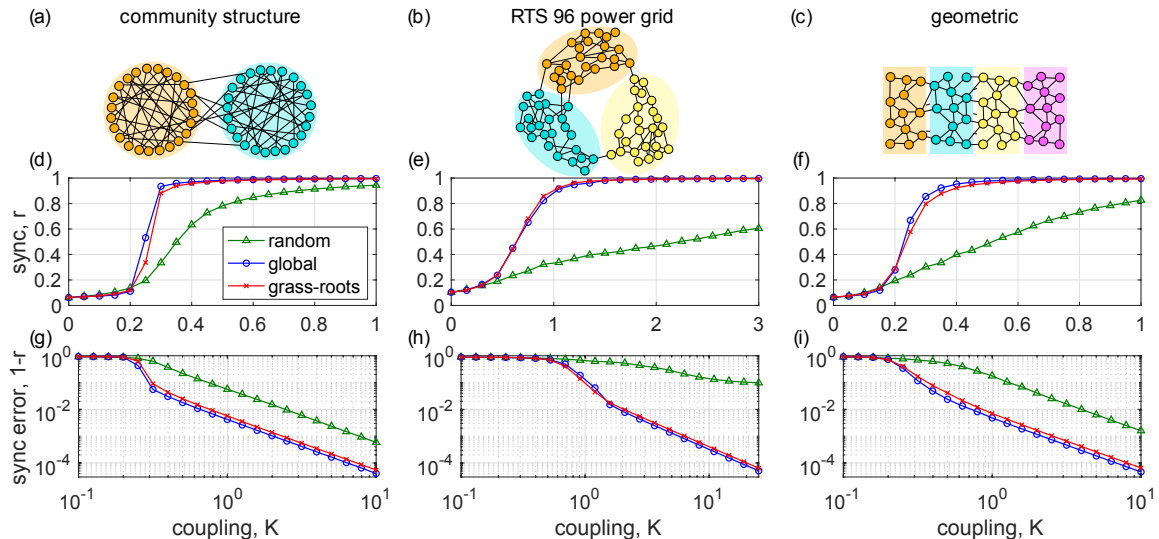 (a) community structure (b) RTS 96 power grid (c) geometric
(d) (e) (f)
sync, r
1
0.8
0.6
0.4
0.2
0
random
global
grass-roots
0 0.2 0.4 0.6 0.8 1
1
0.8
0.6
0.4
0.2
0
0 1 2 3
1
0.8
0.6
0.4
0.2
0
0 0.2 0.4 0.6 0.8 1
(g) (h) (i)
sync error, 1-r
10^0
10^-2
10^-4
10^-1 10^0 10^1
coupling, K
10^0
10^-2
10^-4
10^-1 10^0 10^1
coupling, K
10^0
10^-2
10^-4
10^-1 10^0 10^1
coupling, K